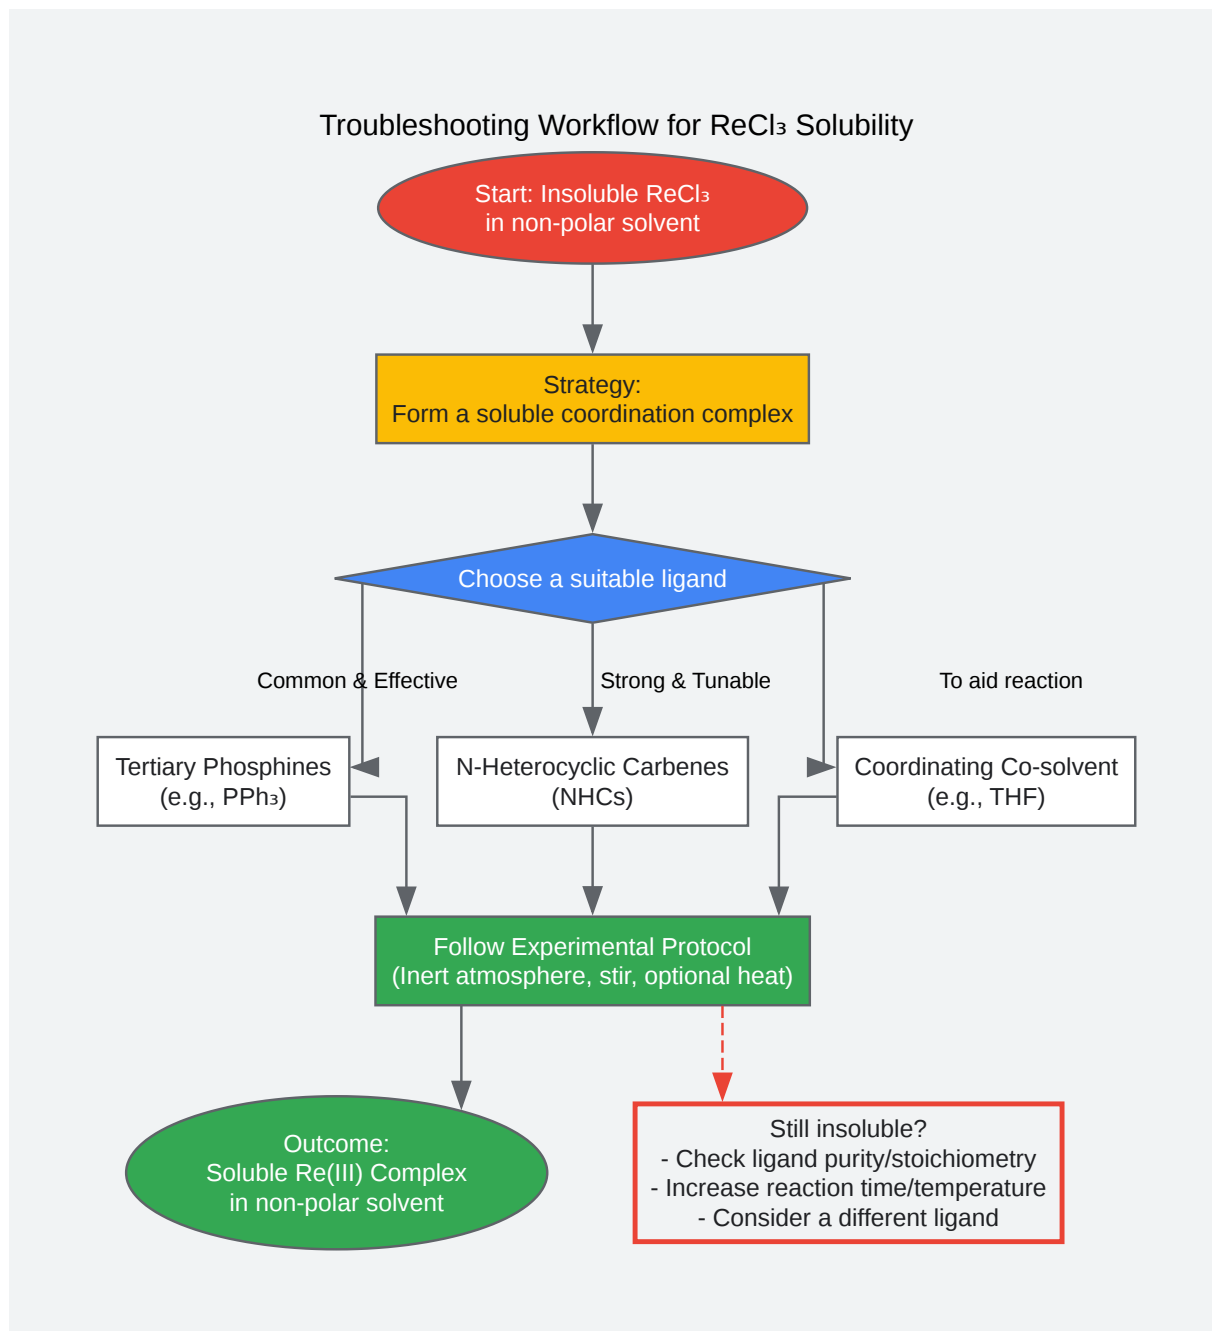 Troubleshooting Workflow for ReCl₃ Solubility
Start: Insoluble ReCl₃
in non-polar solvent
Strategy:
Form a soluble coordination complex
Choose a suitable ligand
Common & Effective
Strong & Tunable
To aid reaction
Tertiary Phosphines
(e.g., PPh₃)
N-Heterocyclic Carbenes
(NHCs)
Coordinating Co-solvent
(e.g., THF)
Follow Experimental Protocol
(Inert atmosphere, stir, optional heat)
Outcome:
Soluble Re(III) Complex
in non-polar solvent
Still insoluble?
- Check ligand purity/stoichiometry
- Increase reaction time/temperature
- Consider a different ligand